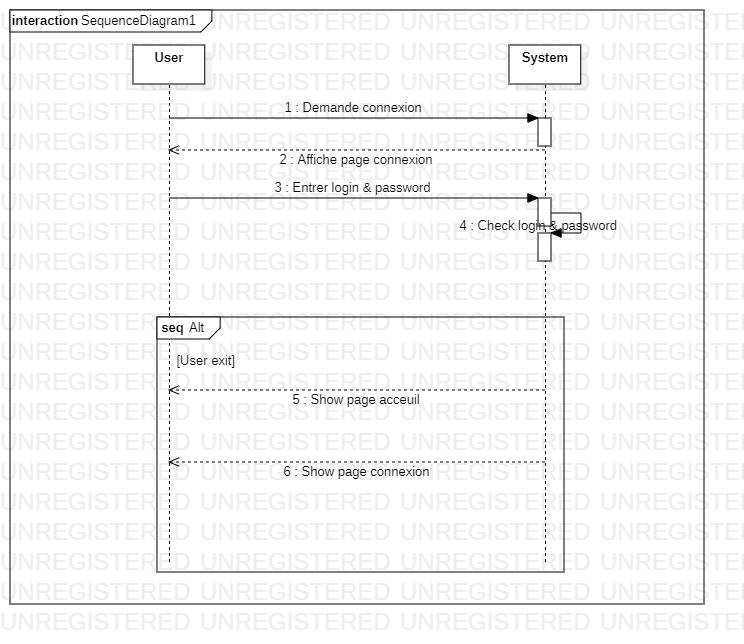 interaction SequenceDiagram1
User
System
1 : Demande connexion
2 : Affiche page connexion
3 : Entrer login & password
4 : Check login & password
seq Alt
[User exit]
5 : Show page acceuil
6 : Show page connexion
UNREGISTERED